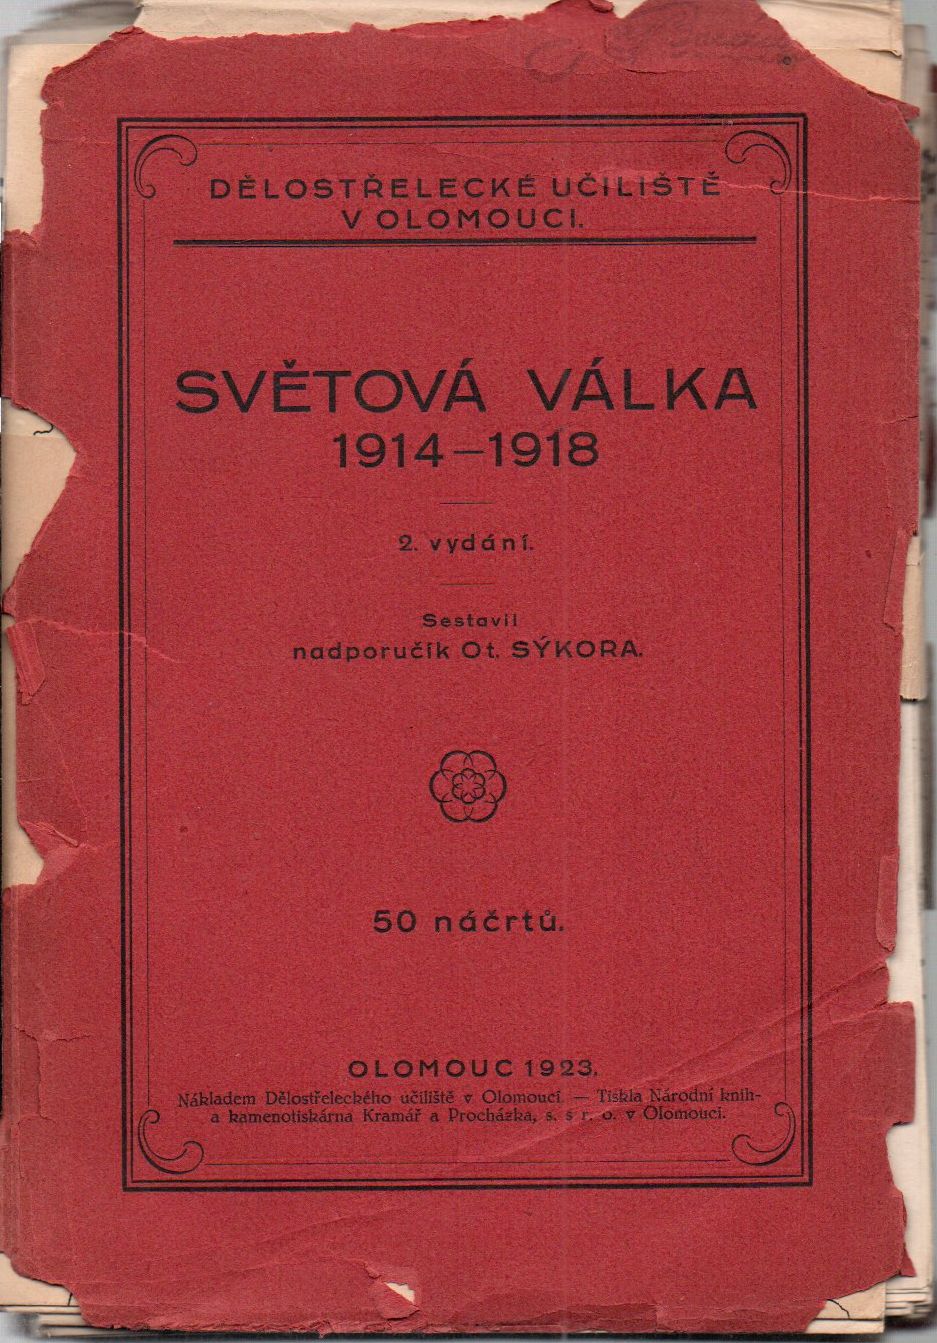 DĚLOSTŘELECKÉ UČILIŠTĚ
V OLOMOUCI.
SVĚTOVÁ VÁLKA
1914–1918
2. vydání.
Sestavil
nadporučík Ot. SÝKORA.
50 náčrtů.
OLOMOUC 1923.
Nákladem Dělostřeleckého učiliště v Olomouci. — Tiskla Národní knih-
a kamenotiskárna Kramář a Procházka, s. s r. o. v Olomouci.